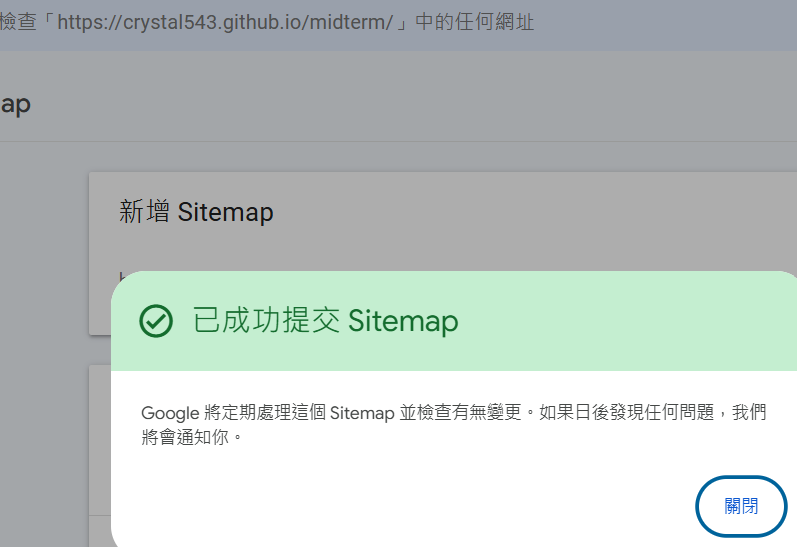 檢查「https://crystal543.github.io/midterm/」中的任何網址
ap
新增 Sitemap
已成功提交 Sitemap
Google 將定期處理這個 Sitemap 並檢查有無變更。如果日後發現任何問題，我們
將會通知你。
關閉